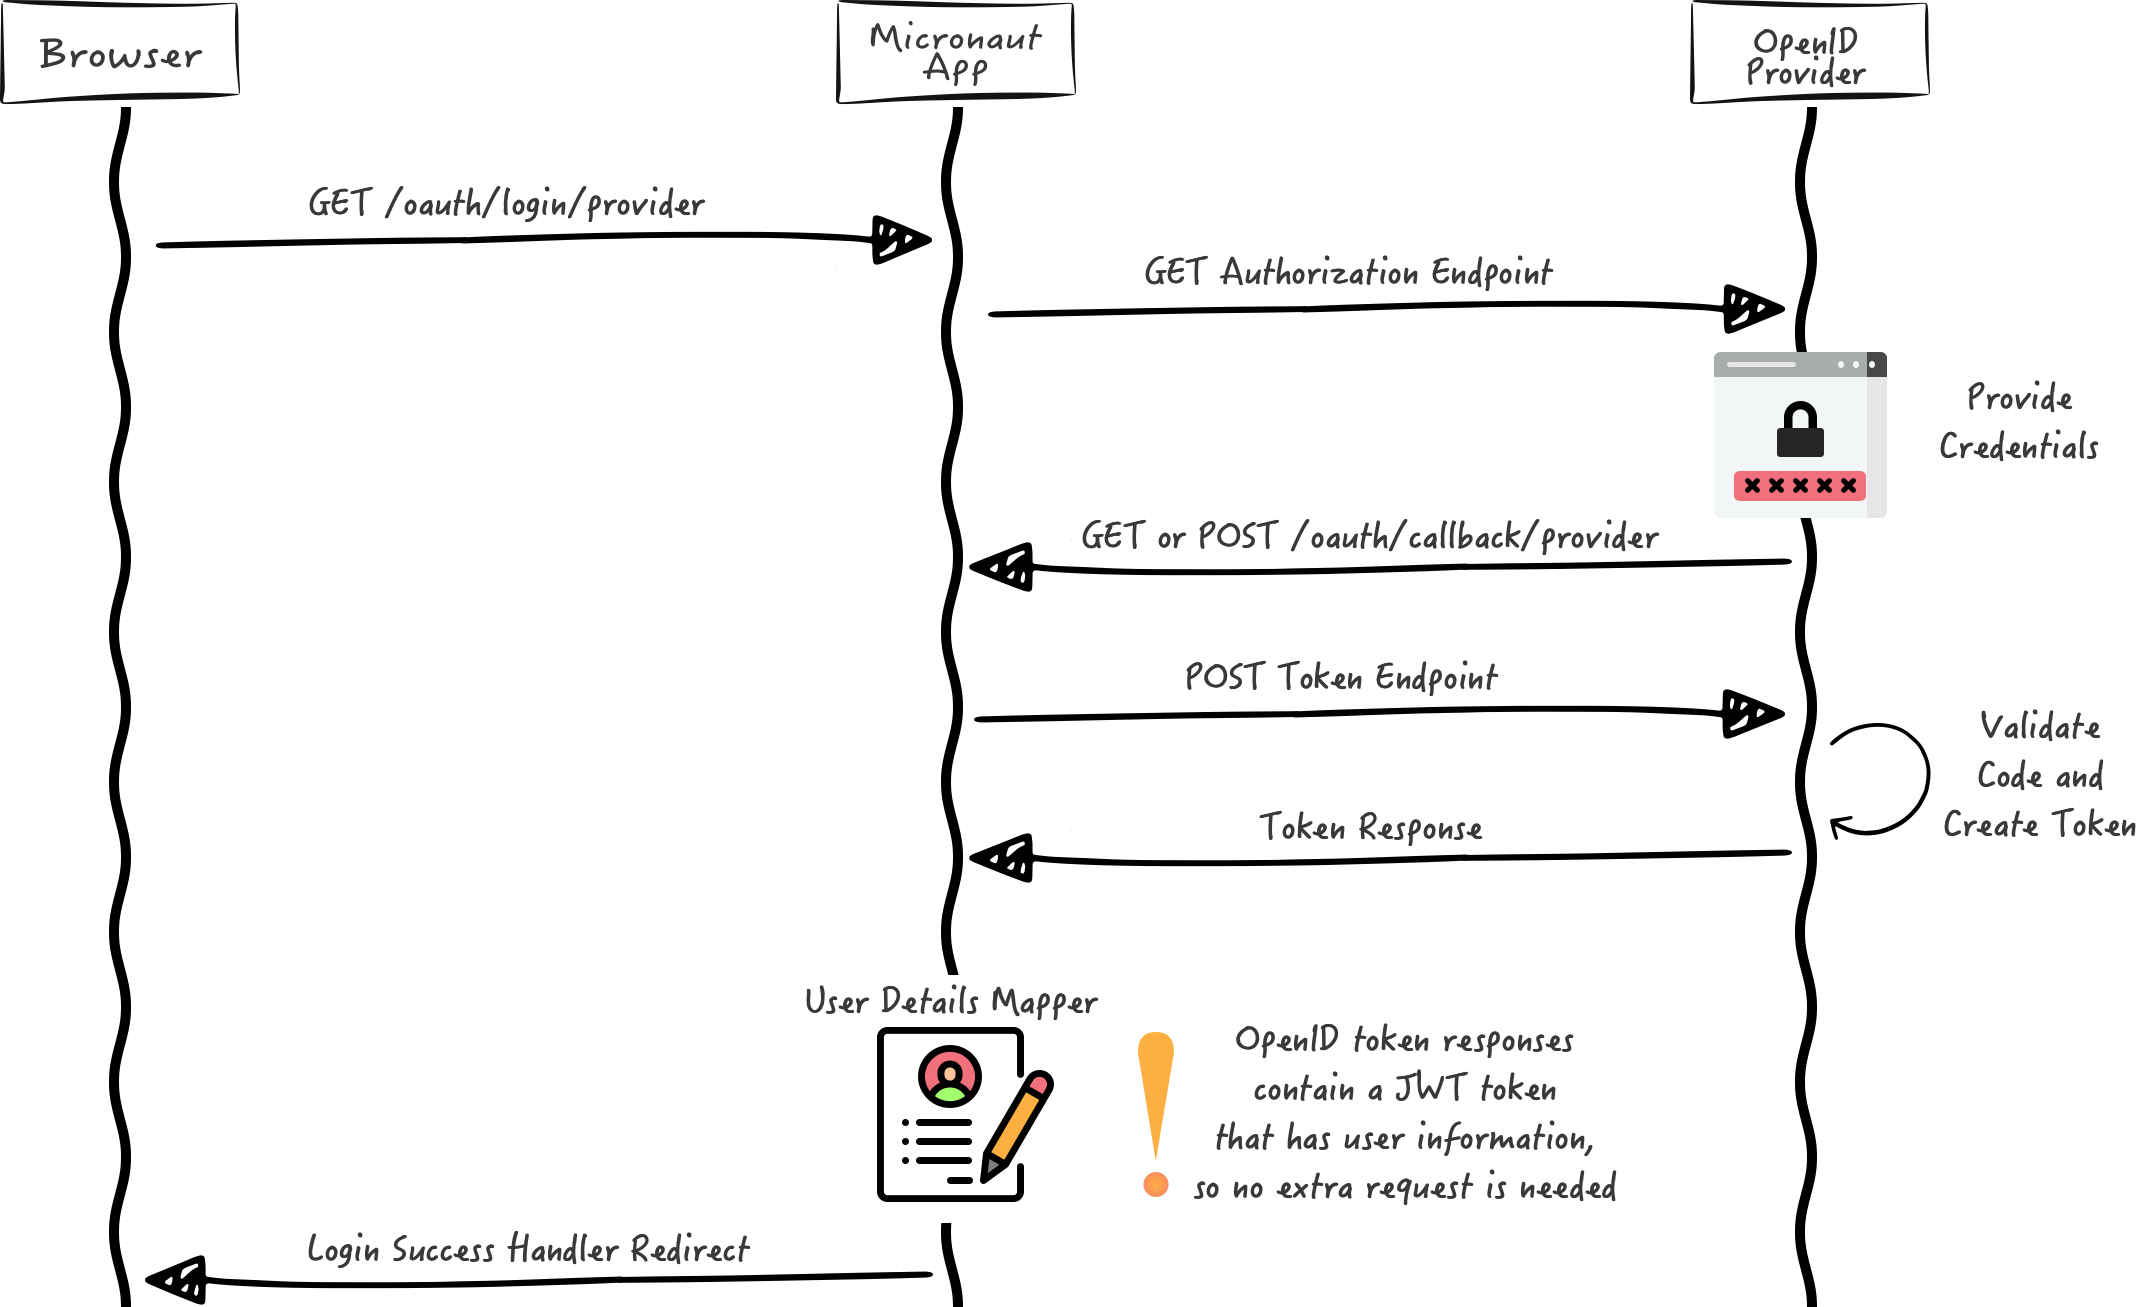 Browser
Micronaut
App
OpenID
Provider
GET /oauth/login/provider
GET Authorization Endpoint
Provide
Credentials
GET or POST /oauth/callback/provider
POST Token Endpoint
Validate
Code and
Create Token
Token Response
User Details Mapper
OpenID token responses
contain a JWT token
that has user information,
so no extra request is needed
Login Success Handler Redirect